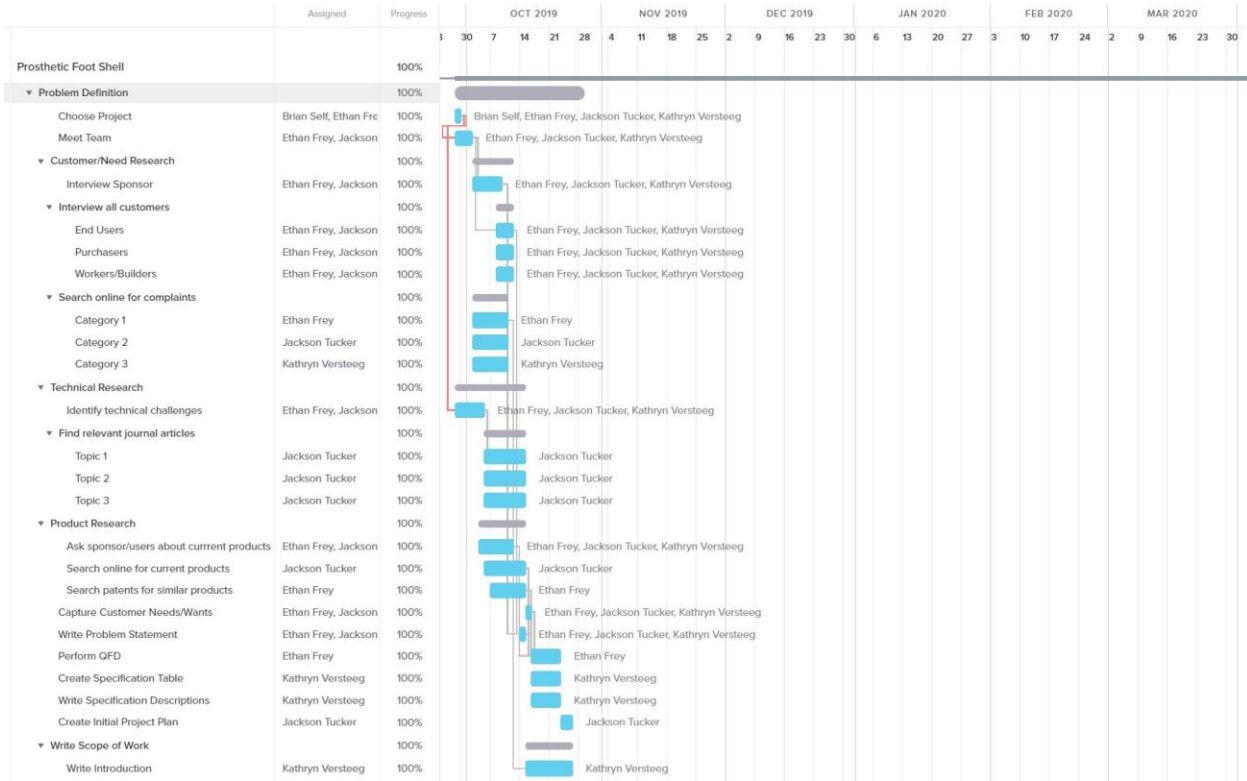 Assigned Progress OCT 2019 NOV 2019 DEC 2019 JAN 2020 FEB 2020 MAR 2020
30 7 14 21 28 4 11 18 25 2 9 16 23 30 6 13 20 27 3 10 17 24 2 9 16 23 30
Prosthetic Foot Shell 100%
Problem Definition 100%
Choose Project Brian Self, Ethan Fre 100% Brian Self, Ethan Frey, Jackson Tucker, Kathryn Versteeg
Meet Team Ethan Frey, Jackson 100% Ethan Frey, Jackson Tucker, Kathryn Versteeg
Customer/Need Research 100%
Interview Sponsor Ethan Frey, Jackson 100% Ethan Frey, Jackson Tucker, Kathryn Versteeg
Interview all customers 100%
End Users Ethan Frey, Jackson 100% Ethan Frey, Jackson Tucker, Kathryn Versteeg
Purchasers Ethan Frey, Jackson 100% Ethan Frey, Jackson Tucker, Kathryn Versteeg
Workers/Builders Ethan Frey, Jackson 100% Ethan Frey, Jackson Tucker, Kathryn Versteeg
Search online for complaints 100%
Category 1 Ethan Frey 100% Ethan Frey
Category 2 Jackson Tucker 100% Jackson Tucker
Category 3 Kathryn Versteeg 100% Kathryn Versteeg
Technical Research 100%
Identify technical challenges Ethan Frey, Jackson 100% Ethan Frey, Jackson Tucker, Kathryn Versteeg
Find relevant journal articles 100%
Topic 1 Jackson Tucker 100% Jackson Tucker
Topic 2 Jackson Tucker 100% Jackson Tucker
Topic 3 Jackson Tucker 100% Jackson Tucker
Product Research 100%
Ask sponsor/users about currrent products Ethan Frey, Jackson 100% Ethan Frey, Jackson Tucker, Kathryn Versteeg
Search online for current products Jackson Tucker 100% Jackson Tucker
Search patents for similar products Ethan Frey 100% Ethan Frey
Capture Customer Needs/Wants Ethan Frey, Jackson 100% Ethan Frey, Jackson Tucker, Kathryn Versteeg
Write Problem Statement Ethan Frey, Jackson 100% Ethan Frey, Jackson Tucker, Kathryn Versteeg
Perform QFD Ethan Frey 100% Ethan Frey
Create Specification Table Kathryn Versteeg 100% Kathryn Versteeg
Write Specification Descriptions Kathryn Versteeg 100% Kathryn Versteeg
Create Initial Project Plan Jackson Tucker 100% Jackson Tucker
Write Scope of Work 100%
Write Introduction Kathryn Versteeg 100% Kathryn Versteeg